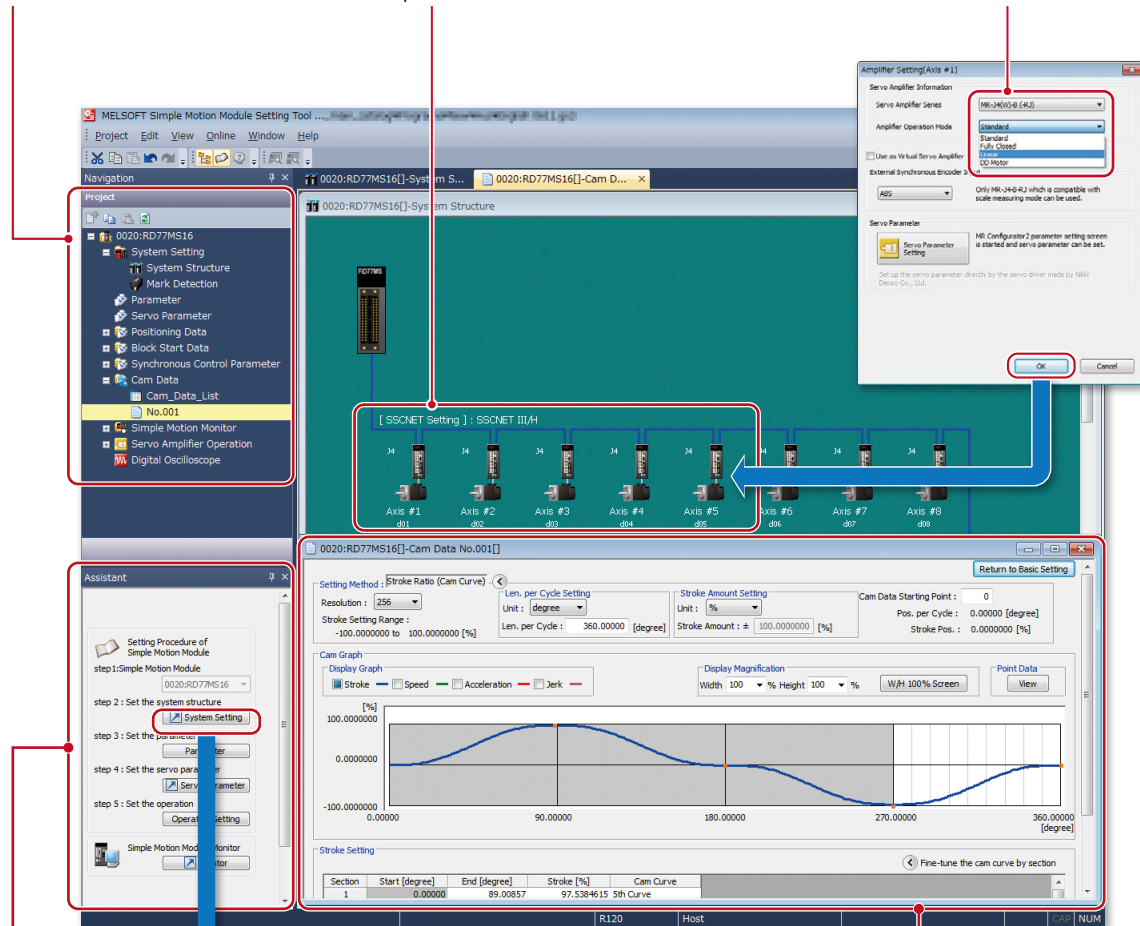 Amplifier Setting[Axis #1]
Servo Amplifier Information
Servo Amplifier Series
MR-J4(W)-B (-RJ)
Amplifier Operation Mode
Standard
Standard
Fully Closed
Linear
DD Motor
Use as Virtual Servo Amplifier
External Synchronous Encoder
ABS
Only MR-J4-B-RJ which is compatible with
scale measuring mode can be used.
Servo Parameter
Servo Parameter
Setting
MR Configurator2 parameter setting screen
is started and servo parameter can be set.
Set up the servo parameter directly by the servo driver made by Nikki
Denso Co., Ltd.
OK
Cancel
MELSOFT Simple Motion Module Setting Tool ...
Project Edit View Online Window Help
Navigation
0020:RD77MS16[]-System S...
0020:RD77MS16[]-Cam D...
Project
0020:RD77MS16[]-System Structure
0020:RD77MS16
System Setting
System Structure
Mark Detection
Parameter
Servo Parameter
Positioning Data
Block Start Data
Synchronous Control Parameter
Cam Data
Cam_Data_List
No.001
Simple Motion Monitor
Servo Amplifier Operation
Digital Oscilloscope
RD77MS
[ SSCNET Setting ] : SSCNET III/H
J4 J4 J4 J4 J4 J4 J4 J4
Axis #1 Axis #2 Axis #3 Axis #4 Axis #5 Axis #6 Axis #7 Axis #8
d01 d02 d03 d04 d05 d06 d07 d08
0020:RD77MS16[]-Cam Data No.001[]
Return to Basic Setting
Setting Method : Stroke Ratio (Cam Curve)
Resolution : 256
Stroke Setting Range :
-100.0000000 to 100.0000000 [%]
Len. per Cycle Setting
Unit : degree
Len. per Cycle : 360.00000 [degree]
Stroke Amount Setting
Unit : %
Stroke Amount : ± 100.0000000 [%]
Cam Data Starting Point : 0
Pos. per Cycle : 0.00000 [degree]
Stroke Pos. : 0.0000000 [%]
Cam Graph
Display Graph
Stroke Speed Acceleration Jerk
Display Magnification
Width 100 % Height 100 %
W/H 100% Screen
Point Data
View
[%]
100.0000000
0.0000000
-100.0000000
0.00000 90.00000 180.00000 270.00000 360.00000
[degree]
Stroke Setting
Fine-tune the cam curve by section
Section Start [degree] End [degree] Stroke [%] Cam Curve
1 0.00000 89.00857 97.5384615 5th Curve
Assistant
Setting Procedure of
Simple Motion Module
step1:Simple Motion Module
0020:RD77MS16
step 2 : Set the system structure
System Setting
step 3 : Set the parameter
step 4 : Set the servo parameter
step 5 : Set the operation
Simple Motion Module Monitor
R120 Host CAP NUM